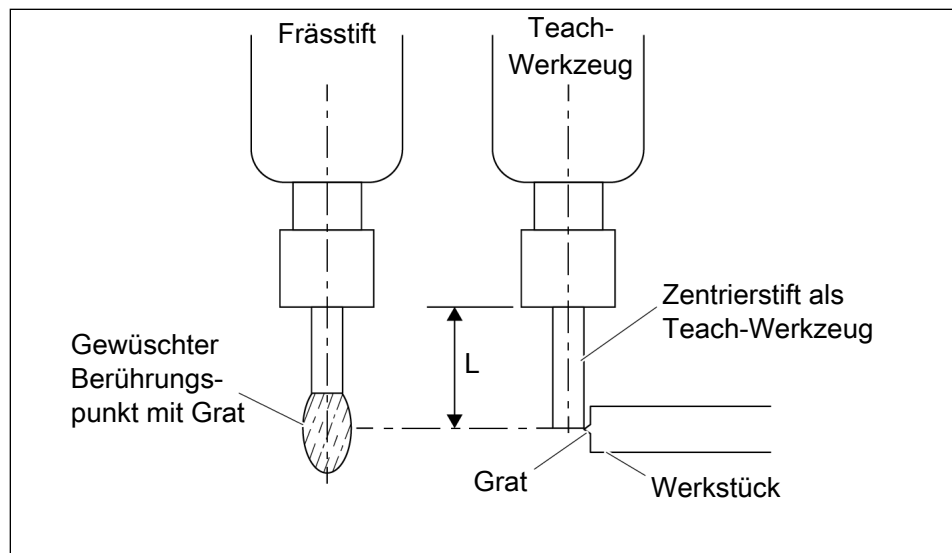 Frässtift
Teach-
Werkzeug
Zentrierstift als
Teach-Werkzeug
Gewüschter
Berührungs-
punkt mit Grat
L
Grat
Werkstück